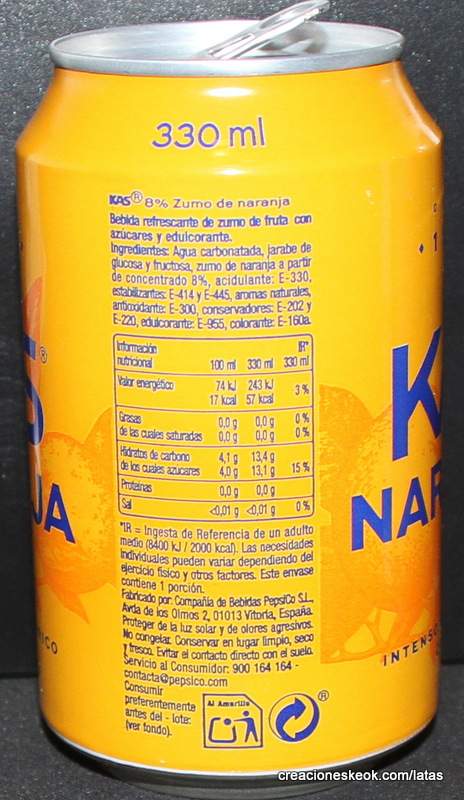 330 ml
KAS® 8% Zumo de naranja
Bebida refrescante de zumo de fruta con
azúcares y edulcorante.
Ingredientes: Agua carbonatada, jarabe de
glucosa y fructosa, zumo de naranja a partir
de concentrado 8%, acidulante: E-330,
estabilizantes: E-414 y E-445, aromas naturales,
antioxidante: E-300, conservadores: E-202 y
E-220, edulcorante: E-955, colorante: E-160a.
Información IR*
nutricional 100 ml 330 ml 330 ml
Valor energético 74 kJ 243 kJ 3 %
17 kcal 57 kcal
Grasas 0,0 g 0,0 g 0 %
de las cuales saturadas 0,0 g 0,0 g 0 %
Hidratos de carbono 4,1 g 13,4 g
de los cuales azúcares 4,0 g 13,1 g 15 %
Proteínas 0,0 g 0,0 g
Sal <0,01 g <0,01 g 0 %
*IR = Ingesta de Referencia de un adulto
medio (8400 kJ / 2000 kcal). Las necesidades
individuales pueden variar dependiendo del
ejercicio físico y otros factores. Este envase
contiene 1 porción.
Fabricado por: Compañía de Bebidas PepsiCo S.L.,
Avda de los Olmos 2, 01013 Vitoria, España.
Proteger de la luz solar y de olores agresivos.
No congelar. Conservar en lugar limpio, seco
y fresco. Evitar el contacto directo con el suelo.
Servicio al Consumidor: 900 164 164 -
contacta@pepsico.com
Consumir
preferentemente
antes del - lote:
(ver fondo).
Al Amarillo
®
®
S
JA
ICO
1
K
NAR
INTENSO
creacioneskeok.com/latas